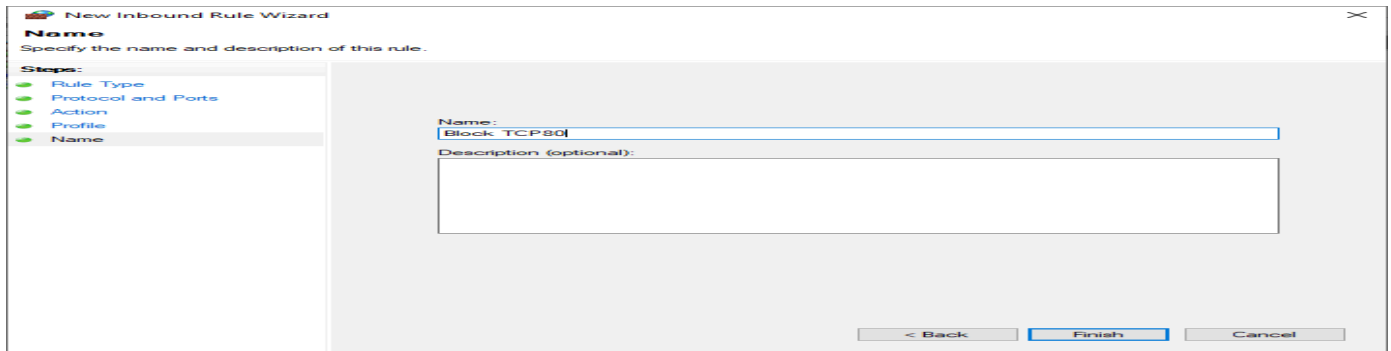 New Inbound Rule Wizard
Name
Specify the name and description of this rule.
Steps:
Rule Type
Protocol and Ports
Action
Profile
Name
Name:
Block TCP80
Description (optional):
< Back
Finish
Cancel